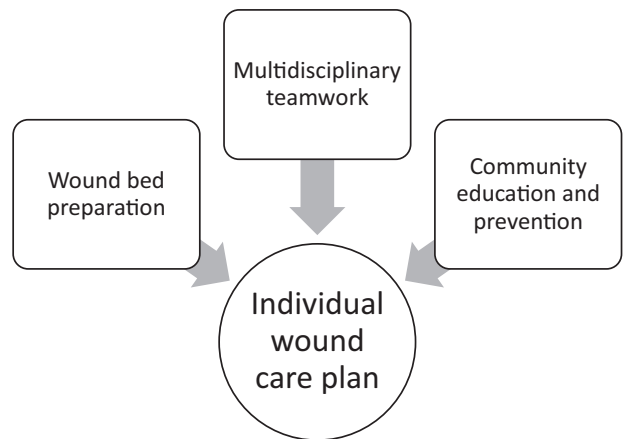 Multidisciplinary
teamwork
Wound bed
preparation
Community
education and
prevention
Individual
wound
care plan